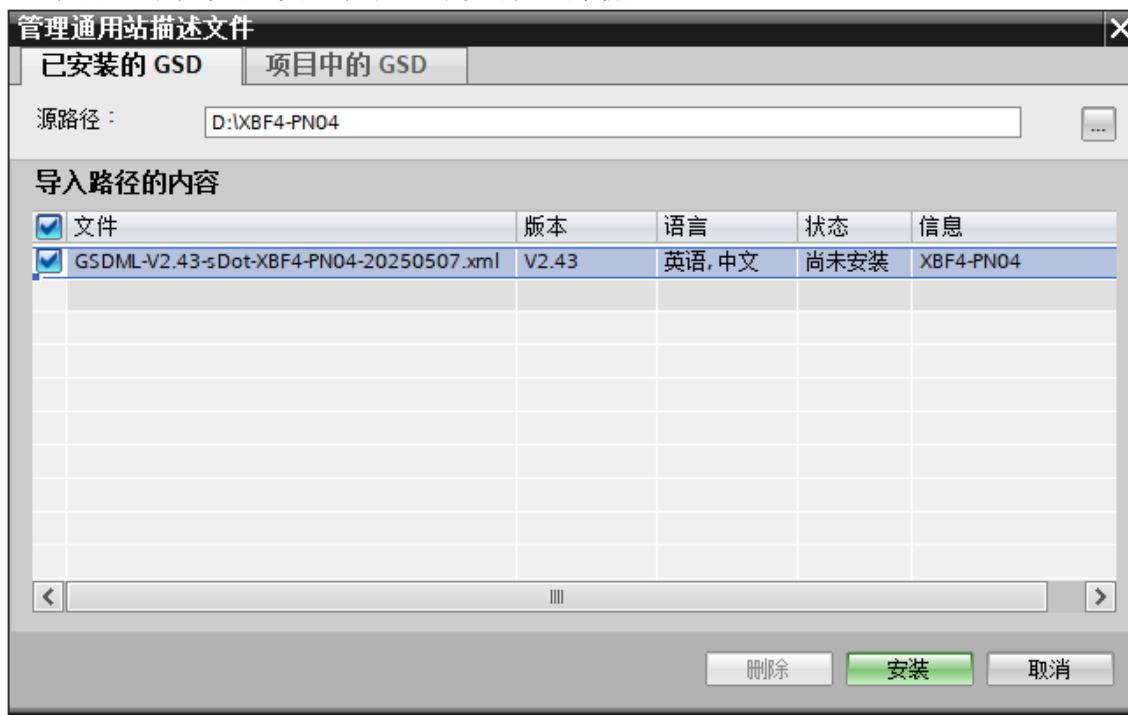 管理通用站描述文件
已安装的 GSD 项目中的 GSD
源路径： D:\XBF4-PN04 ...
导入路径的内容
文件 版本 语言 状态 信息
GSDML-V2.43-sDot-XBF4-PN04-20250507.xml V2.43 英语, 中文 尚未安装 XBF4-PN04
删除 安装 取消